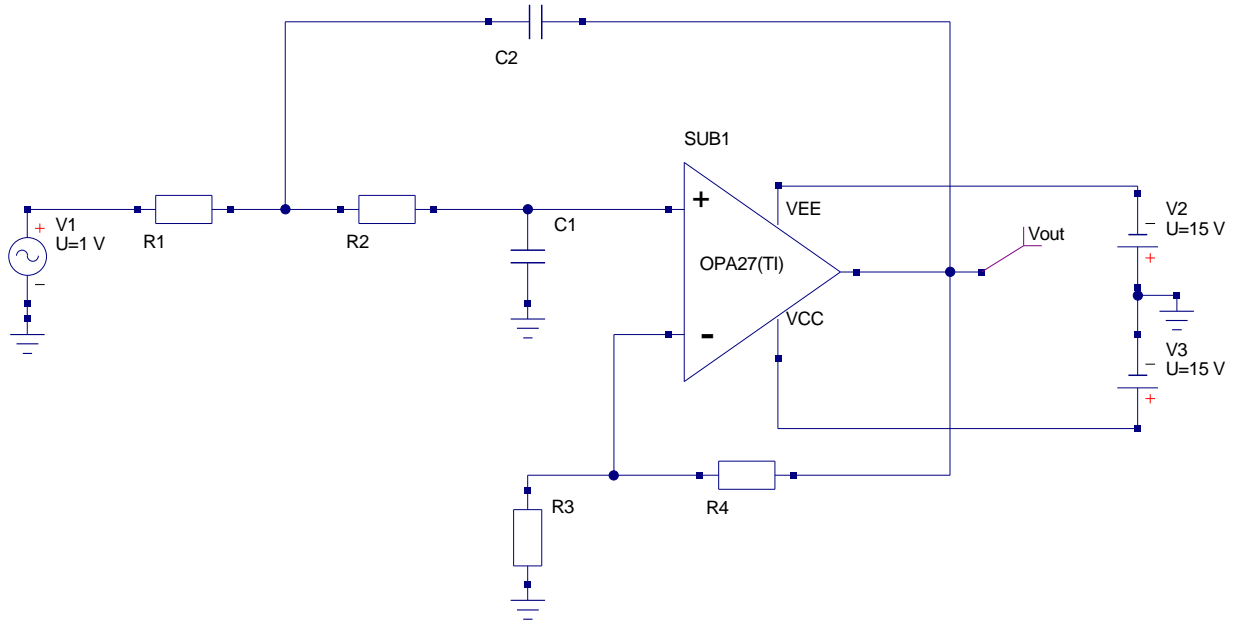 C2
SUB1
+
VEE
V1
U=1 V
+
−
R1
R2
C1
OPA27(TI)
VCC
-
Vout
V2
U=15 V
−
+
V3
U=15 V
−
+
R3
R4